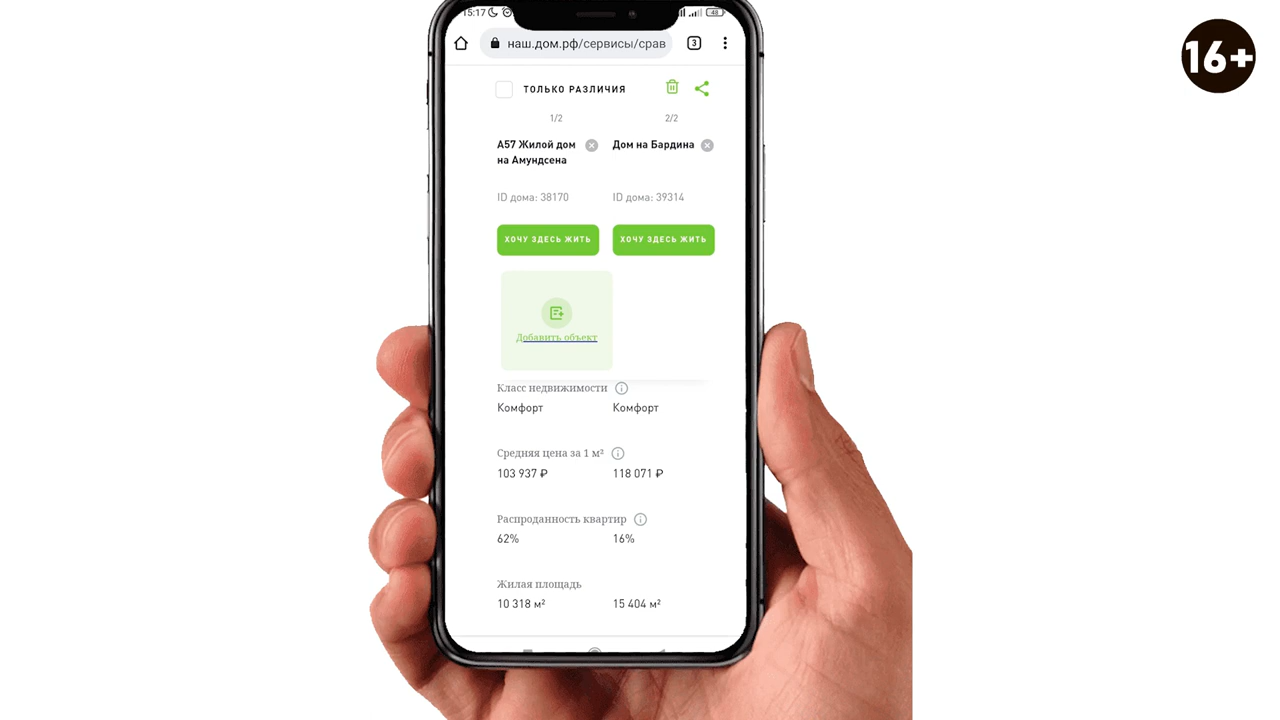 16+
15:17
48
наш.дом.рф/сервисы/срав
3
ТОЛЬКО РАЗЛИЧИЯ
1/2 2/2
А57 Жилой дом Дом на Бардина
на Амундсена
ID дома: 38170 ID дома: 39314
ХОЧУ ЗДЕСЬ ЖИТЬ ХОЧУ ЗДЕСЬ ЖИТЬ
Добавить объект
Класс недвижимости
Комфорт Комфорт
Средняя цена за 1 м²
103 937 ₽ 118 071 ₽
Распроданность квартир
62% 16%
Жилая площадь
10 318 м² 15 404 м²